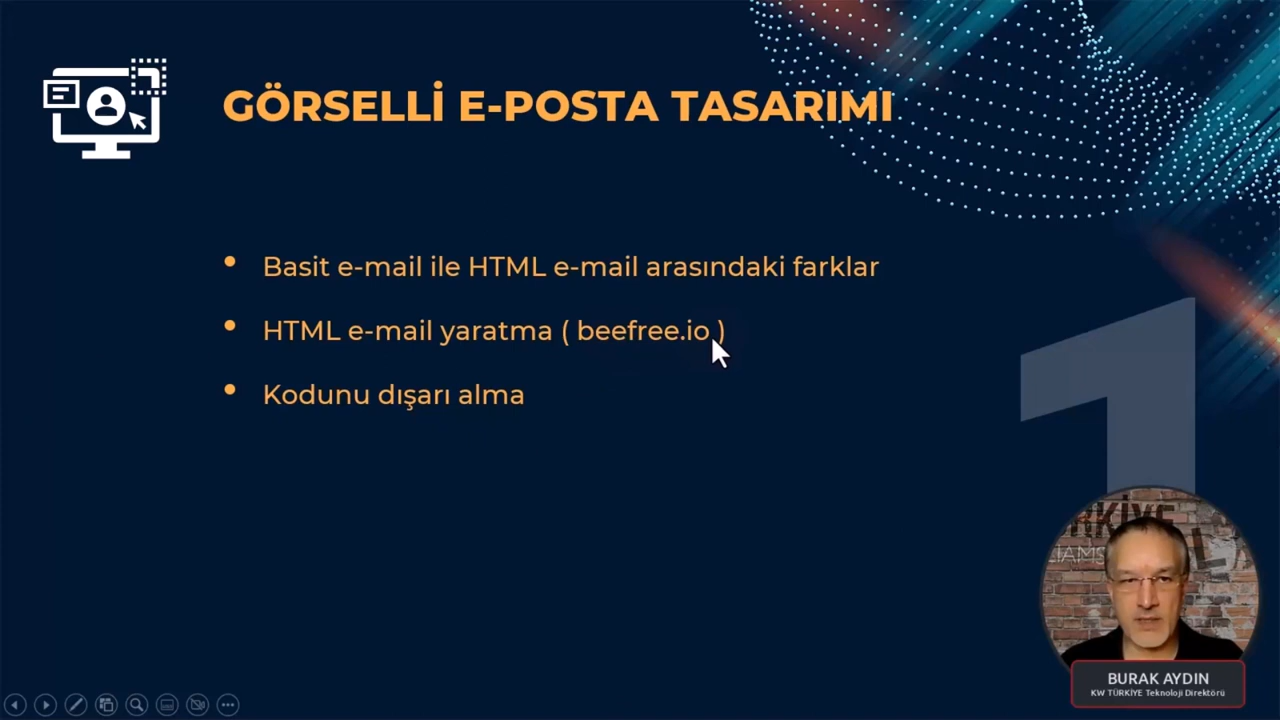 GÖRSELLİ E-POSTA TASARIMI
• Basit e-mail ile HTML e-mail arasındaki farklar
• HTML e-mail yaratma ( beefree.io )
• Kodunu dışarı alma
1
BURAK AYDIN
KW TÜRKİYE Teknoloji Direktörü